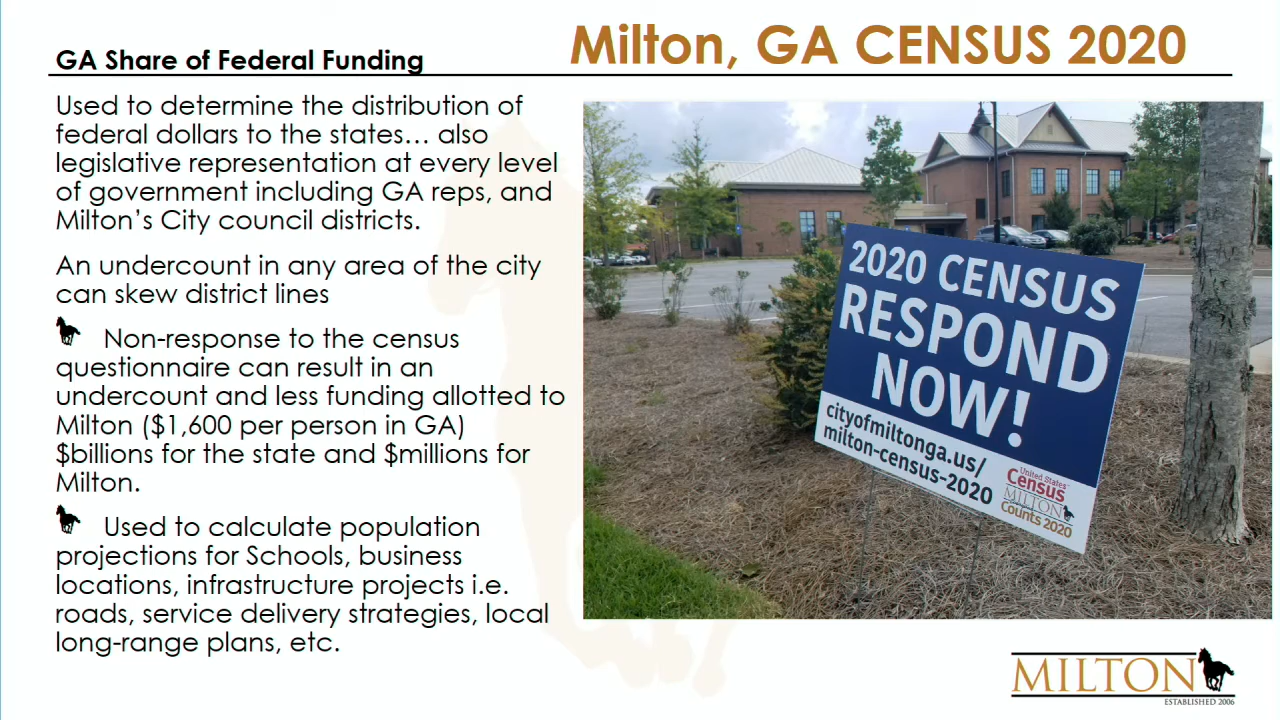 GA Share of Federal Funding
Milton, GA CENSUS 2020
Used to determine the distribution of
federal dollars to the states... also
legislative representation at every level
of government including GA reps, and
Milton's City council districts.
An undercount in any area of the city
can skew district lines
Non-response to the census
questionnaire can result in an
undercount and less funding allotted to
Milton ($1,600 per person in GA)
$billions for the state and $millions for
Milton.
Used to calculate population
projections for Schools, business
locations, infrastructure projects i.e.
roads, service delivery strategies, local
long-range plans, etc.
2020 CENSUS
RESPOND
NOW!
cityofmiltonga.us/
milton-census-2020
United States
Census
MILTON
Counts 2020
MILTON
ESTABLISHED 2006